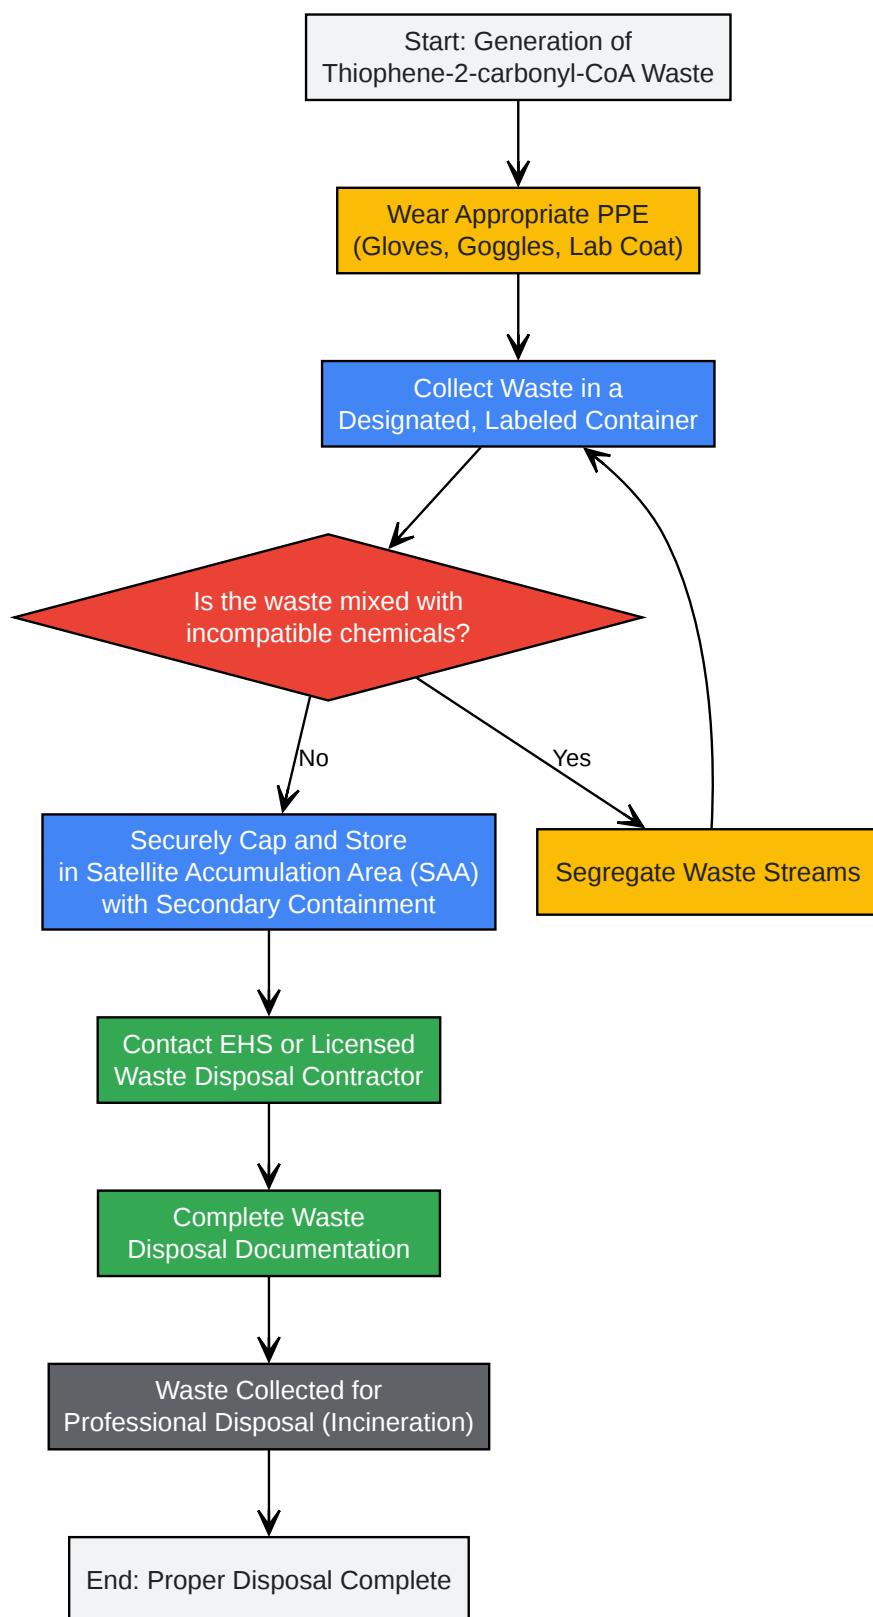 Start: Generation of
Thiophene-2-carbonyl-CoA Waste
Wear Appropriate PPE
(Gloves, Goggles, Lab Coat)
Collect Waste in a
Designated, Labeled Container
Is the waste mixed with
incompatible chemicals?
No
Yes
Securely Cap and Store
in Satellite Accumulation Area (SAA)
with Secondary Containment
Segregate Waste Streams
Contact EHS or Licensed
Waste Disposal Contractor
Complete Waste
Disposal Documentation
Waste Collected for
Professional Disposal (Incineration)
End: Proper Disposal Complete